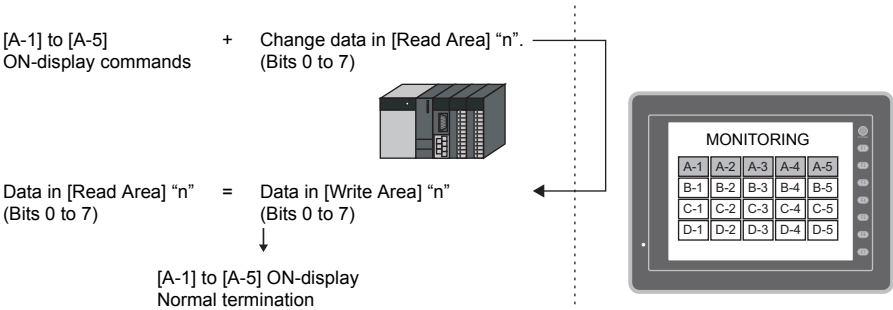 [A-1] to [A-5] + Change data in [Read Area] “n”.
ON-display commands (Bits 0 to 7)
MONITORING
A-1 A-2 A-3 A-4 A-5
B-1 B-2 B-3 B-4 B-5
C-1 C-2 C-3 C-4 C-5
D-1 D-2 D-3 D-4 D-5
Data in [Read Area] “n” = Data in [Write Area] “n”
(Bits 0 to 7) (Bits 0 to 7)
[A-1] to [A-5] ON-display
Normal termination